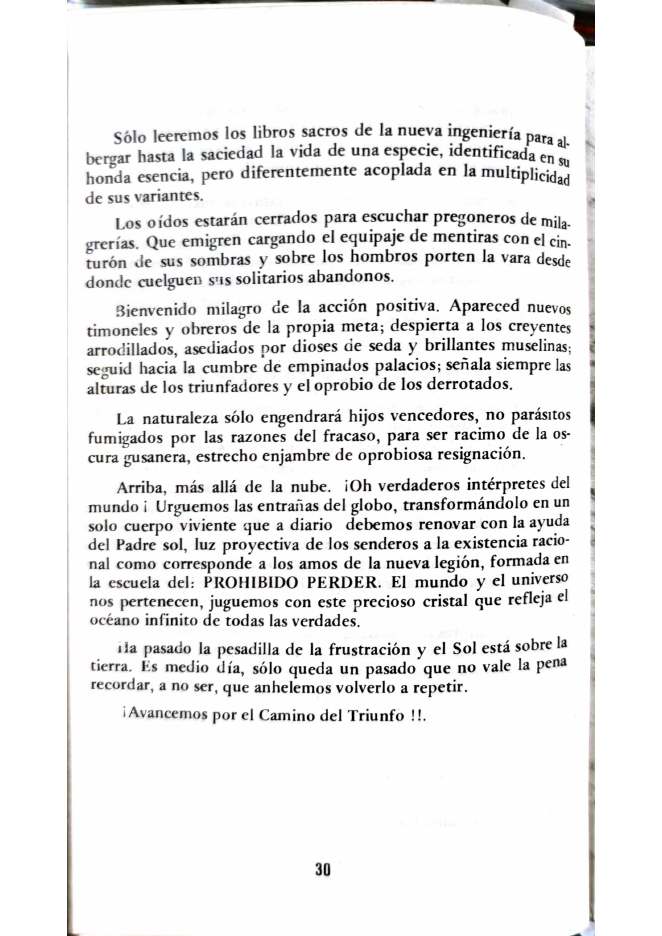 Sólo leeremos los libros sacros de la nueva ingeniería para al-
bergar hasta la saciedad la vida de una especie, identificada en su
honda esencia, pero diferentemente acoplada en la multiplicidad
de sus variantes.
Los oídos estarán cerrados para escuchar pregoneros de mila-
grerías. Que emigren cargando el equipaje de mentiras con el cin-
turón de sus sombras y sobre los hombros porten la vara desde
donde cuelguen sus solitarios abandonos.
Bienvenido milagro de la acción positiva. Apareced nuevos
timoneles y obreros de la propia meta; despierta a los creyentes
arrodillados, asediados por dioses de seda y brillantes muselinas;
seguid hacia la cumbre de empinados palacios; señala siempre las
alturas de los triunfadores y el oprobio de los derrotados.
La naturaleza sólo engendrará hijos vencedores, no parásitos
fumigados por las razones del fracaso, para ser racimo de la os-
cura gusanera, estrecho enjambre de oprobiosa resignación.
Arriba, más allá de la nube. ¡Oh verdaderos intérpretes del
mundo ¡ Urguemos las entrañas del globo, transformándolo en un
solo cuerpo viviente que a diario debemos renovar con la ayuda
del Padre sol, luz proyectiva de los senderos a la existencia racio-
nal como corresponde a los amos de la nueva legión, formada en
la escuela del: PROHIBIDO PERDER. El mundo y el universo
nos pertenecen, juguemos con este precioso cristal que refleja el
océano infinito de todas las verdades.
Ha pasado la pesadilla de la frustración y el Sol está sobre la
tierra. Es medio día, sólo queda un pasado que no vale la pena
recordar, a no ser, que anhelemos volverlo a repetir.
¡Avancemos por el Camino del Triunfo !!.
30